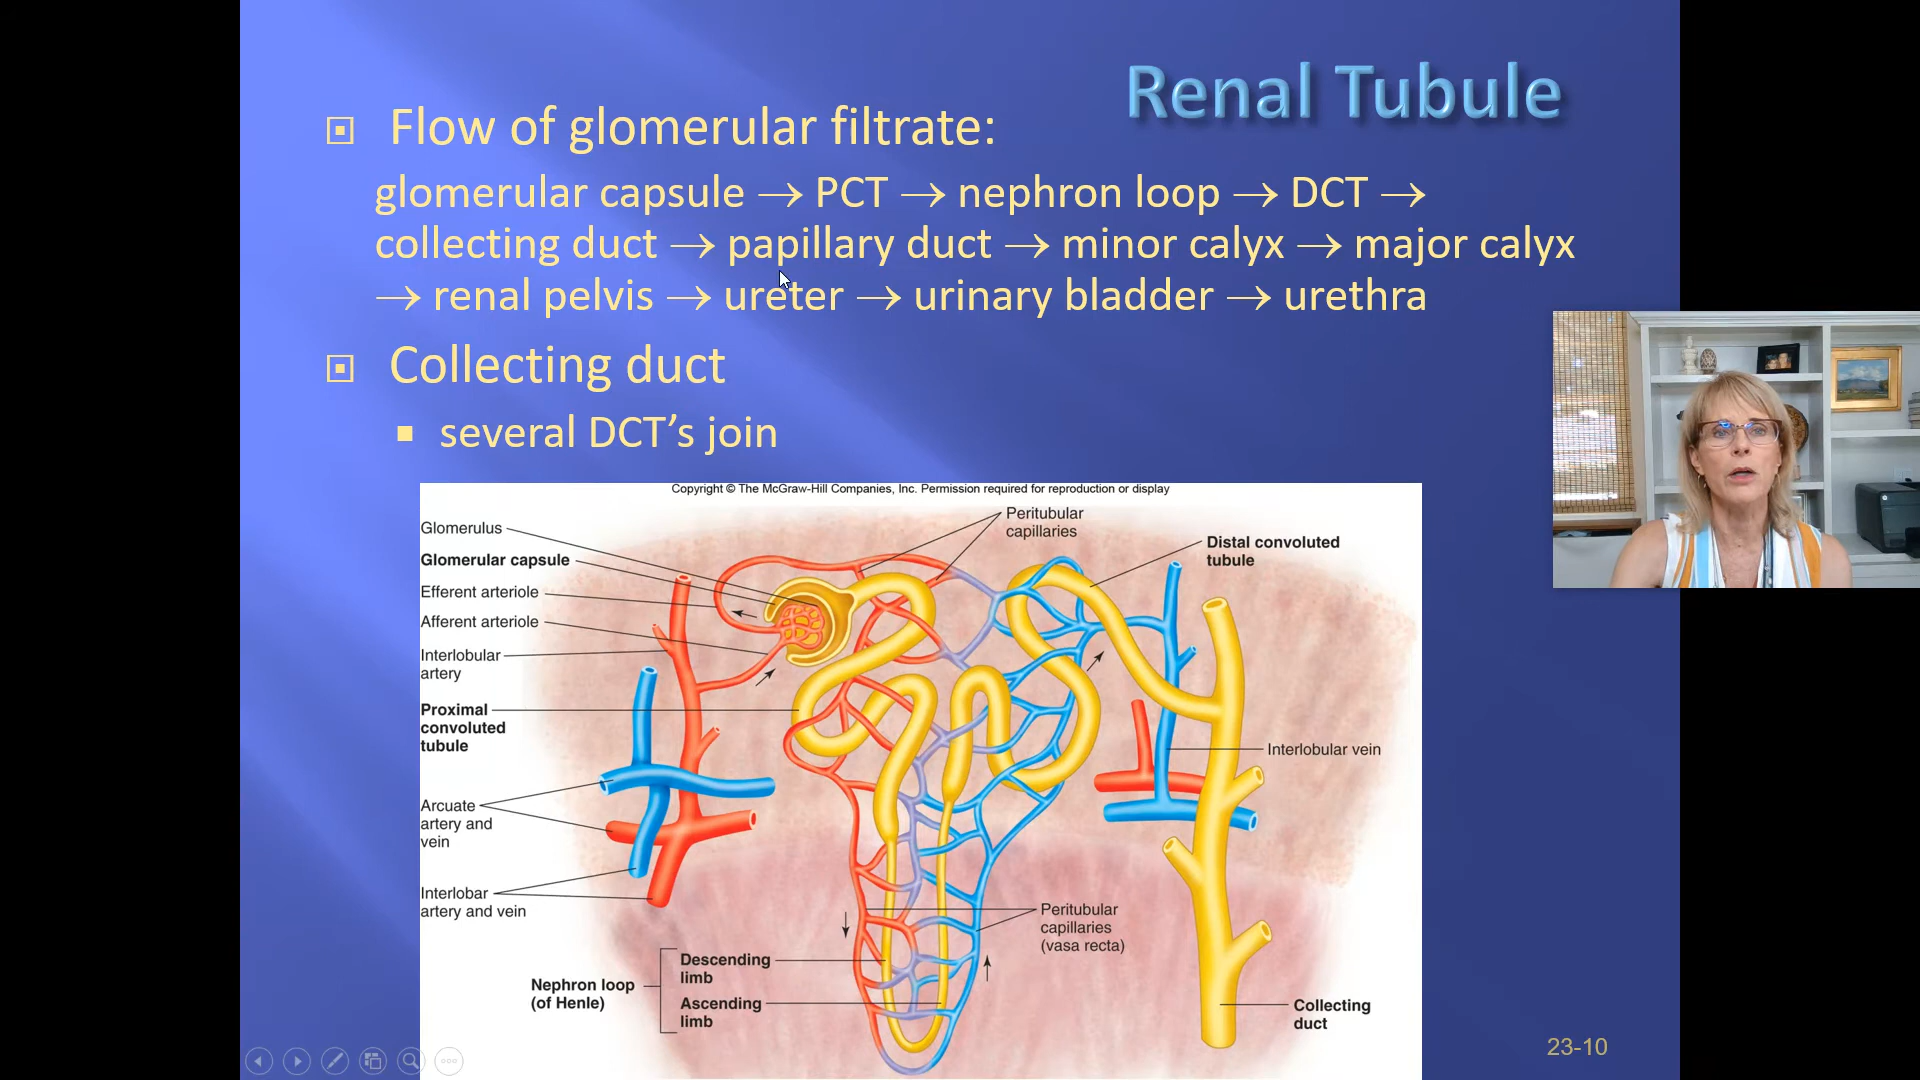 Renal Tubule
Flow of glomerular filtrate:
glomerular capsule → PCT → nephron loop → DCT →
collecting duct → papillary duct → minor calyx → major calyx
→ renal pelvis → ureter → urinary bladder → urethra
Collecting duct
several DCT’s join
Copyright © The McGraw-Hill Companies, Inc. Permission required for reproduction or display
Glomerulus
Glomerular capsule
Efferent arteriole
Afferent arteriole
Interlobular
artery
Proximal
convoluted
tubule
Arcuate
artery and
vein
Interlobar
artery and vein
Nephron loop
(of Henle)
Descending
limb
Ascending
limb
Peritubular
capillaries
Distal convoluted
tubule
Interlobular vein
Peritubular
capillaries
(vasa recta)
Collecting
duct
23-10